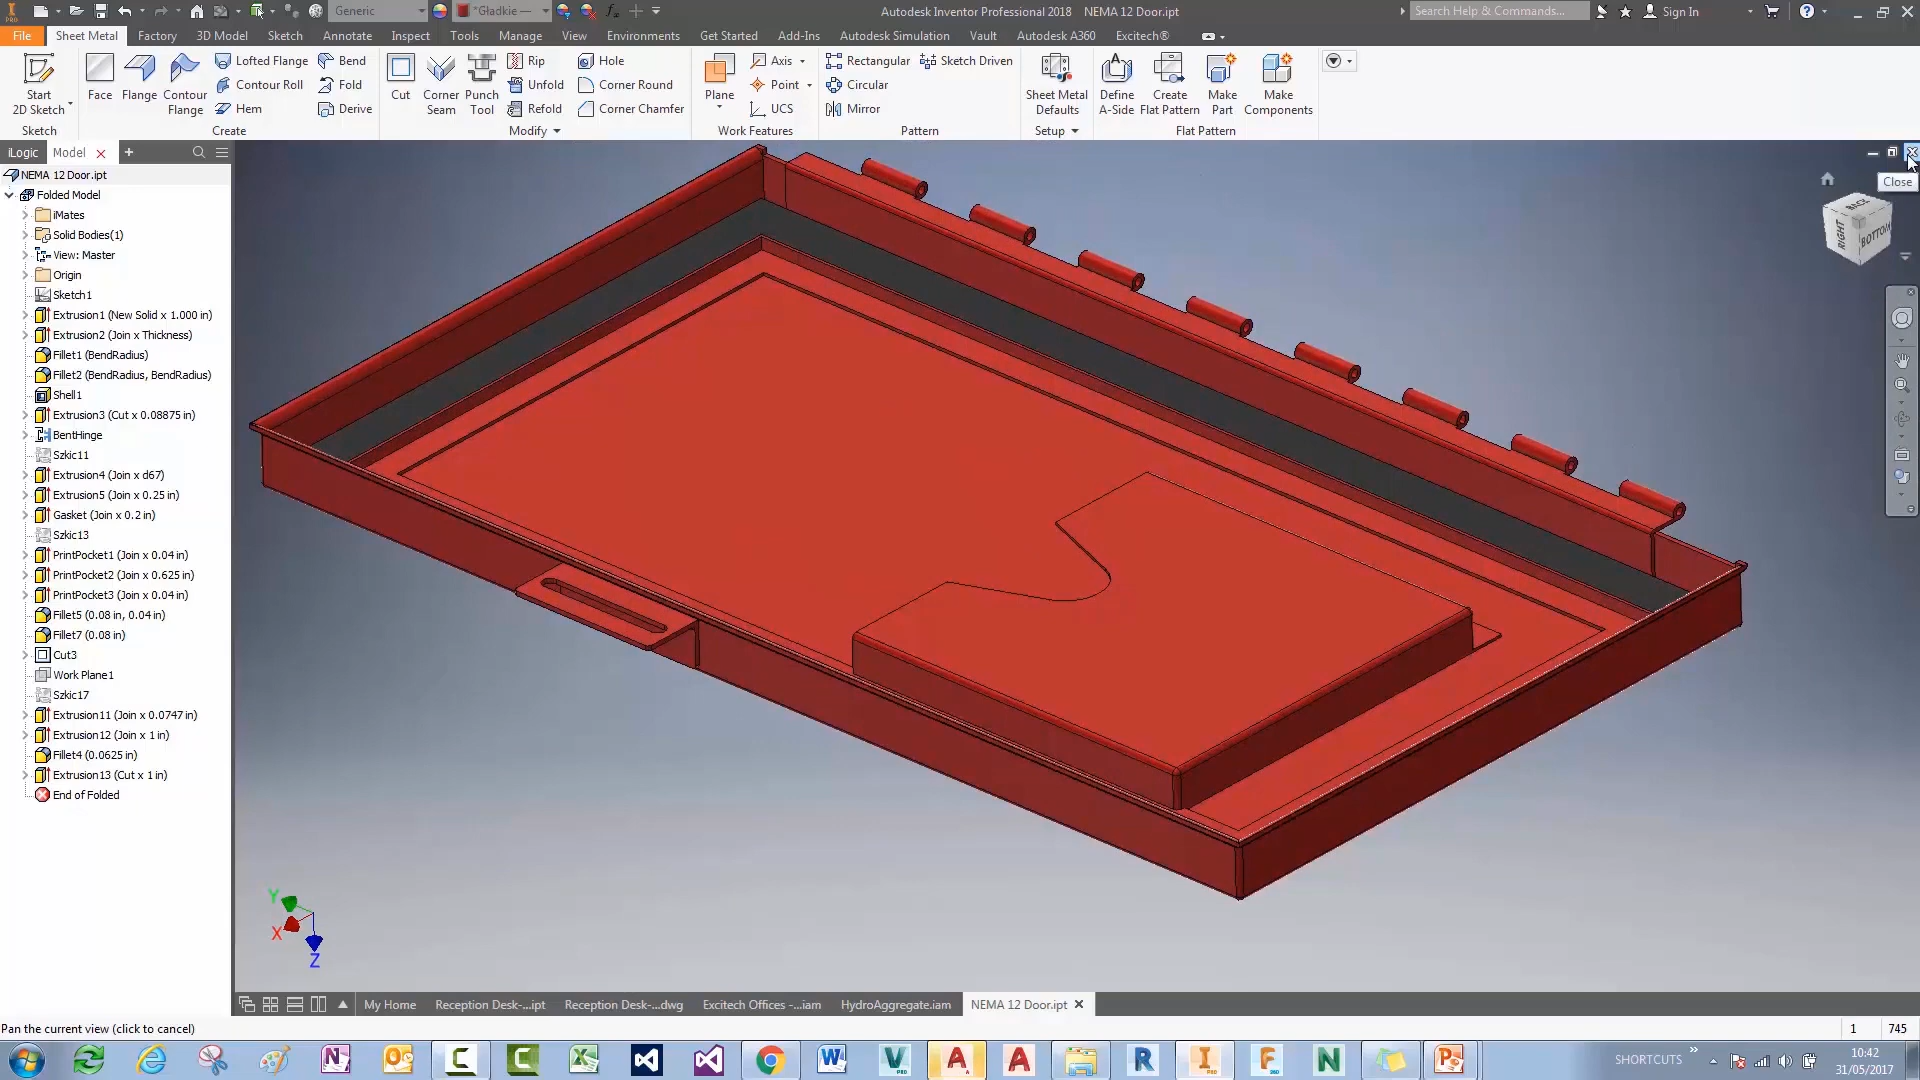 Generic
*Gładkie —
Autodesk Inventor Professional 2018 NEMA 12 Door.ipt
Search Help & Commands...
Sign In
PRO
File
Sheet Metal
Factory
3D Model
Sketch
Annotate
Inspect
Tools
Manage
View
Environments
Get Started
Add-Ins
Autodesk Simulation
Vault
Autodesk A360
Excitech®
Start
2D Sketch
Face
Flange
Contour
Flange
Lofted Flange
Contour Roll
Hem
Bend
Fold
Derive
Cut
Corner
Seam
Punch
Tool
Rip
Unfold
Refold
Hole
Corner Round
Corner Chamfer
Plane
Axis
Point
UCS
Rectangular
Circular
Mirror
Sketch Driven
Sheet Metal
Defaults
Define
A-Side
Create
Flat Pattern
Make
Part
Make
Components
Sketch
Create
Modify
Work Features
Pattern
Setup
Flat Pattern
iLogic
Model
NEMA 12 Door.ipt
Folded Model
iMates
Solid Bodies(1)
View: Master
Origin
Sketch1
Extrusion1 (New Solid x 1.000 in)
Extrusion2 (Join x Thickness)
Fillet1 (BendRadius)
Fillet2 (BendRadius, BendRadius)
Shell1
Extrusion3 (Cut x 0.08875 in)
BentHinge
Szkic11
Extrusion4 (Join x d67)
Extrusion5 (Join x 0.25 in)
Gasket (Join x 0.2 in)
Szkic13
PrintPocket1 (Join x 0.04 in)
PrintPocket2 (Join x 0.625 in)
PrintPocket3 (Join x 0.04 in)
Fillet5 (0.08 in, 0.04 in)
Fillet7 (0.08 in)
Cut3
Work Plane1
Szkic17
Extrusion11 (Join x 0.0747 in)
Extrusion12 (Join x 1 in)
Fillet4 (0.0625 in)
Extrusion13 (Cut x 1 in)
End of Folded
Close
BACK
RIGHT
BOTTOM
Y
X
Z
My Home
Reception Desk-...ipt
Reception Desk-...dwg
Excitech Offices -...iam
HydroAggregate.iam
NEMA 12 Door.ipt
Pan the current view (click to cancel)
1
745
SHORTCUTS
10:42
31/05/2017